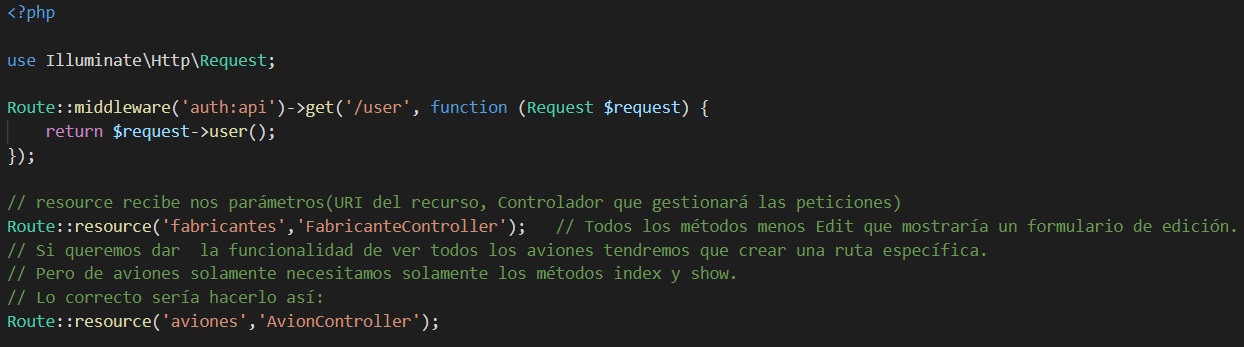 <?php
use Illuminate\Http\Request;
Route::middleware('auth:api')->get('/user', function (Request $request) {
    return $request->user();
});
// resource recibe nos parámetros(URI del recurso, Controlador que gestionará las peticiones)
Route::resource('fabricantes','FabricanteController');   // Todos los métodos menos Edit que mostraría un formulario de edición.
// Si queremos dar  la funcionalidad de ver todos los aviones tendremos que crear una ruta específica.
// Pero de aviones solamente necesitamos solamente los métodos index y show.
// Lo correcto sería hacerlo así:
Route::resource('aviones','AvionController');